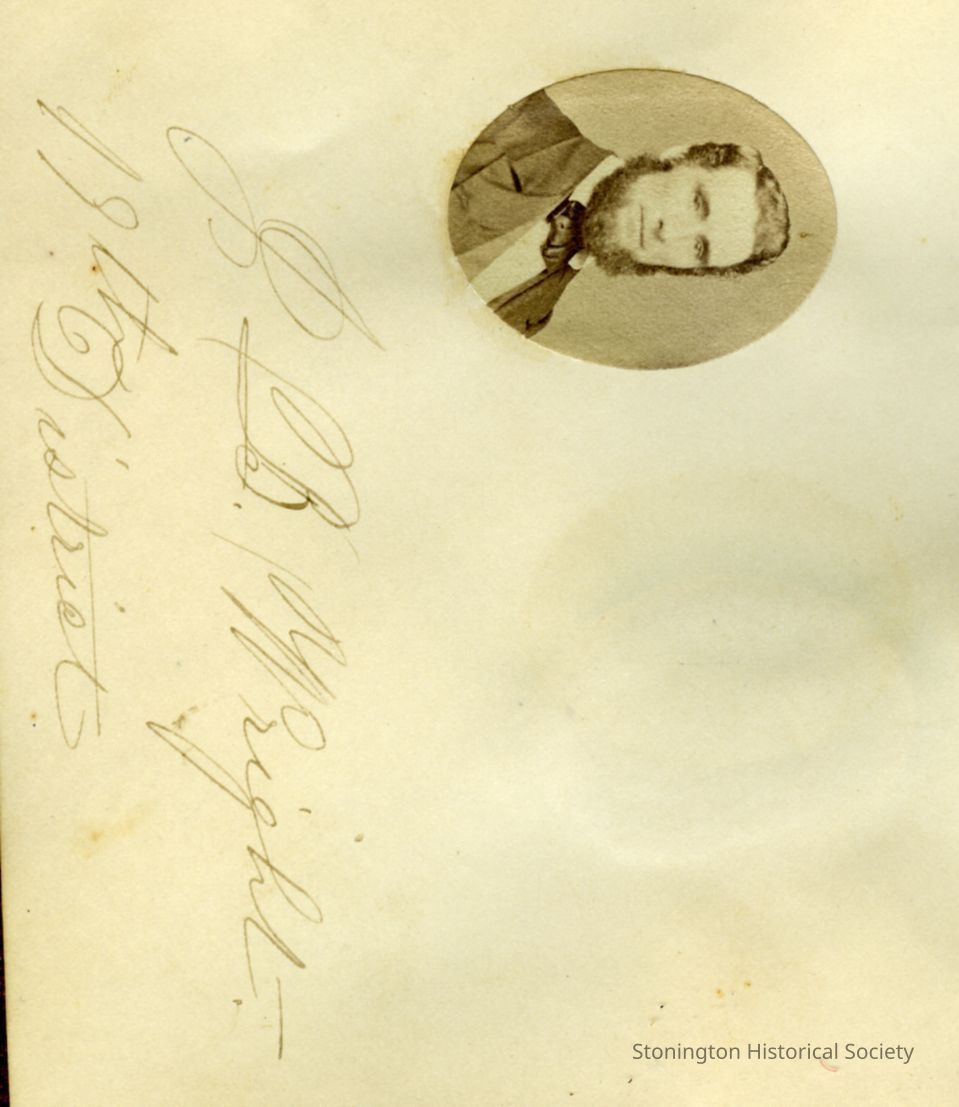 B. Wright.
19th District
Stonington Historical Society